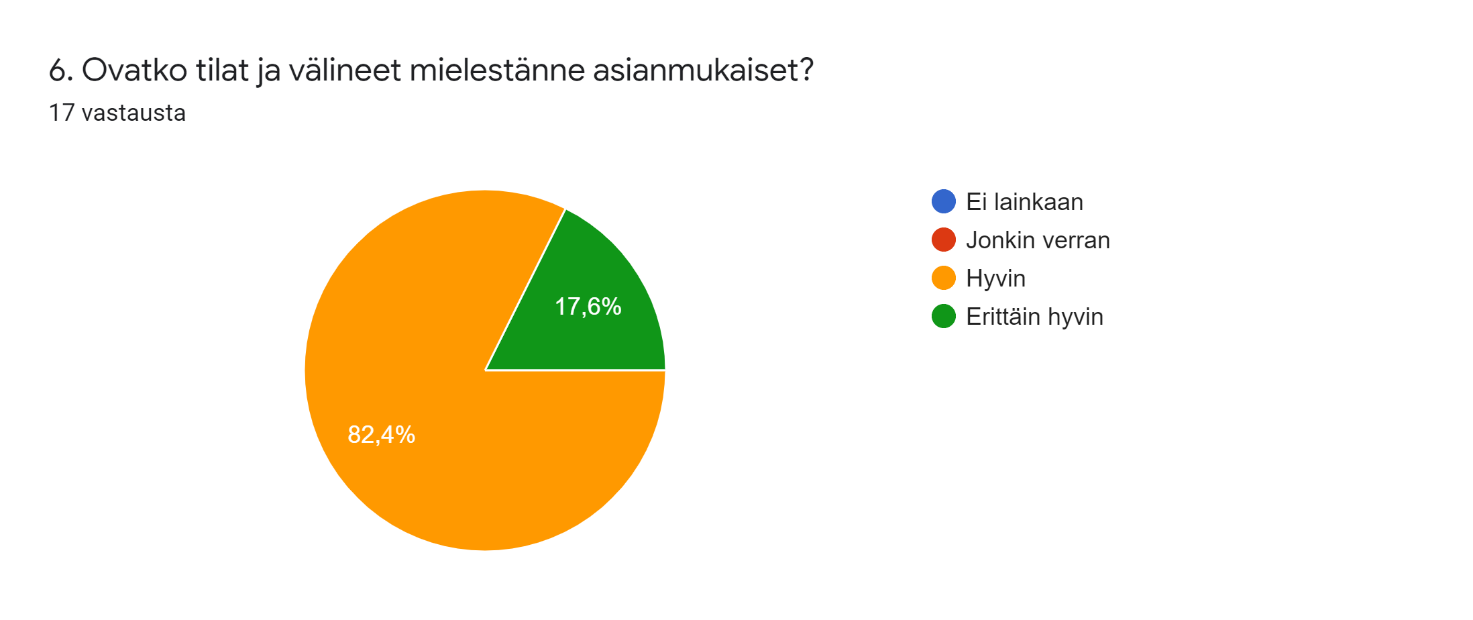 6. Ovatko tilat ja välineet mielestänne asianmukaiset?
17 vastausta
17,6%
82,4%
Ei lainkaan
Jonkin verran
Hyvin
Erittäin hyvin